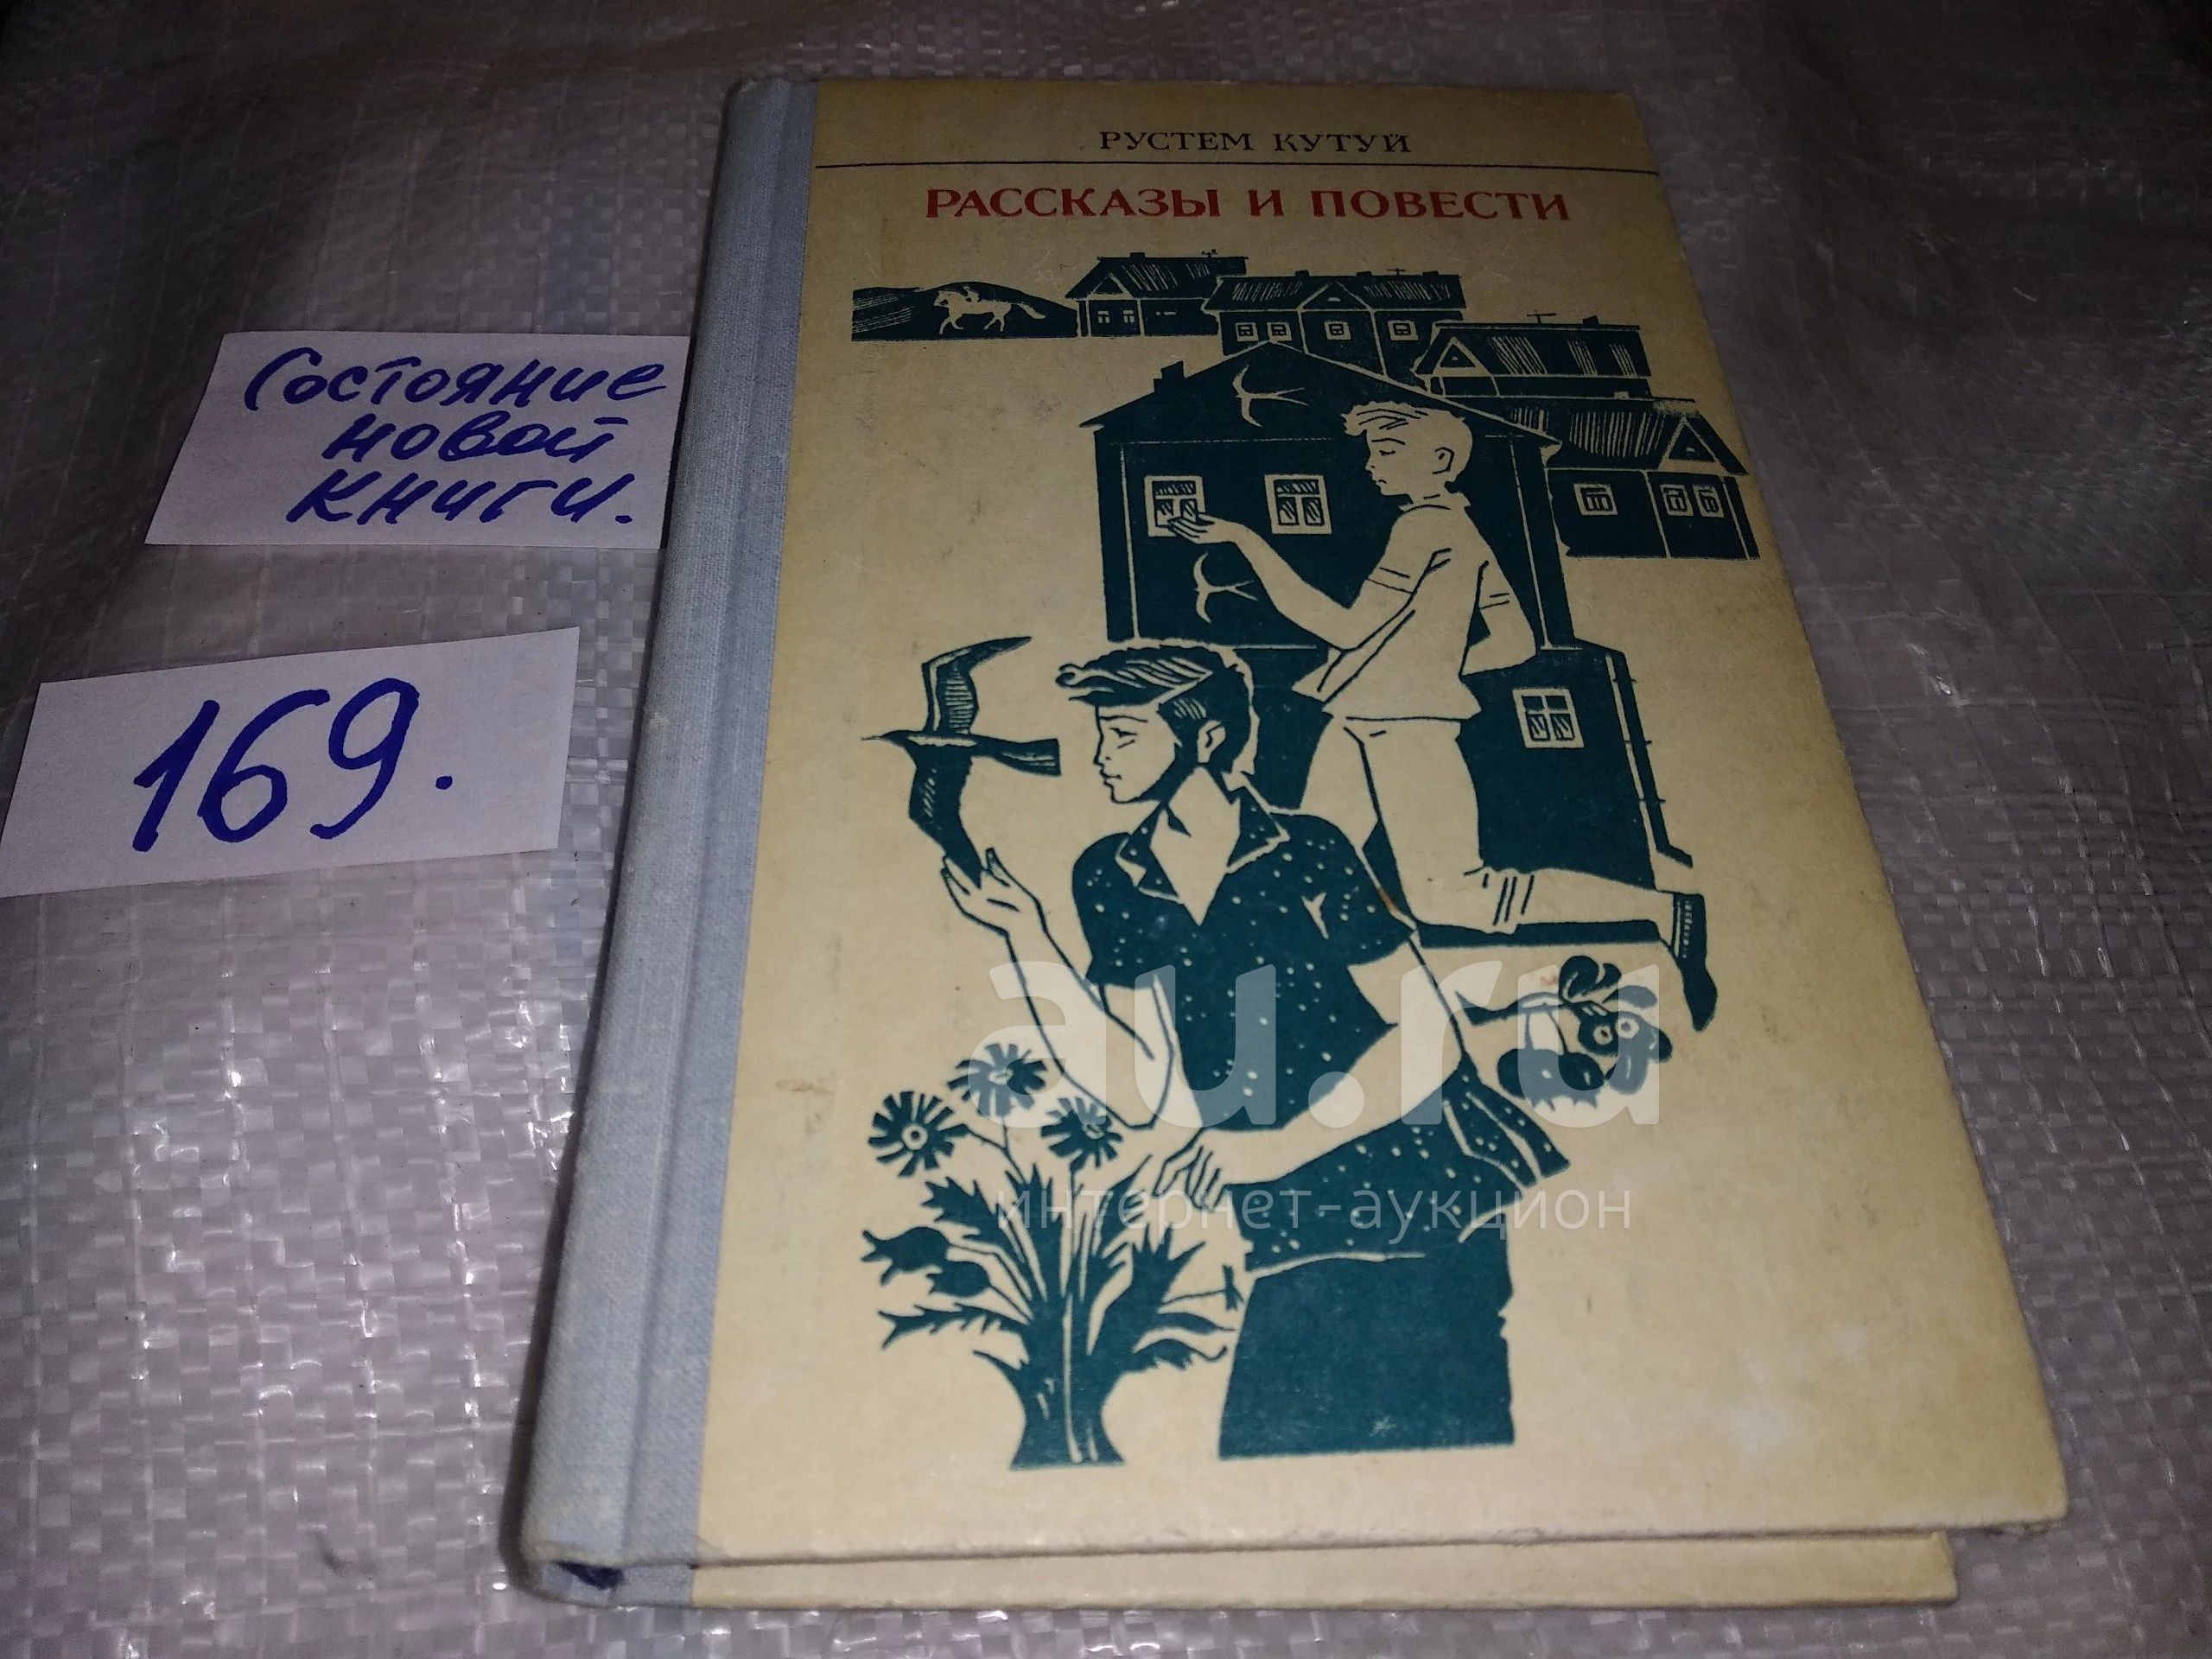 РУСТЕМ КУТУЙ
РАССКАЗЫ И ПОВЕСТИ
Состояние
новой
книги.
169.
au.ru
интернет-аукцион